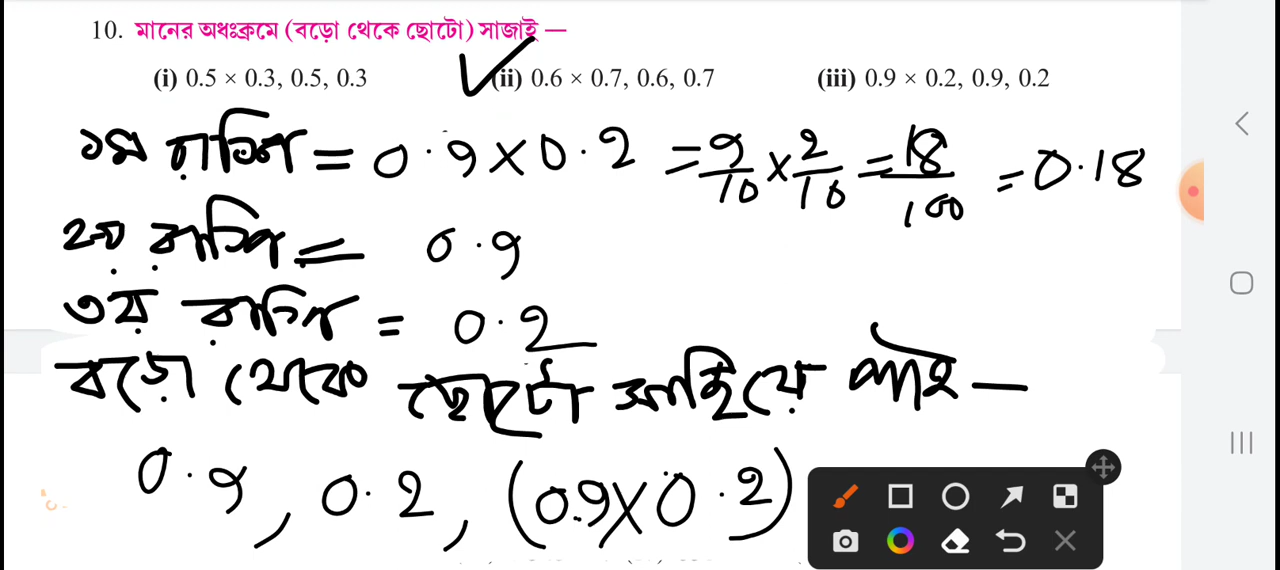 10. মানের অধঃক্রমে (বড়ো থেকে ছোটো) সাজাই —
(i) 0.5 × 0.3, 0.5, 0.3 (ii) 0.6 × 0.7, 0.6, 0.7 (iii) 0.9 × 0.2, 0.9, 0.2
১ম রাশি = 0.9 × 0.2 = 9/10 × 2/10 = 18/100 = 0.18
২য় রাশি = 0.9
৩য় রাশি = 0.2
বড়ো থেকে ছোটো সাজিয়ে পাই —
0.9, 0.2, (0.9 × 0.2)